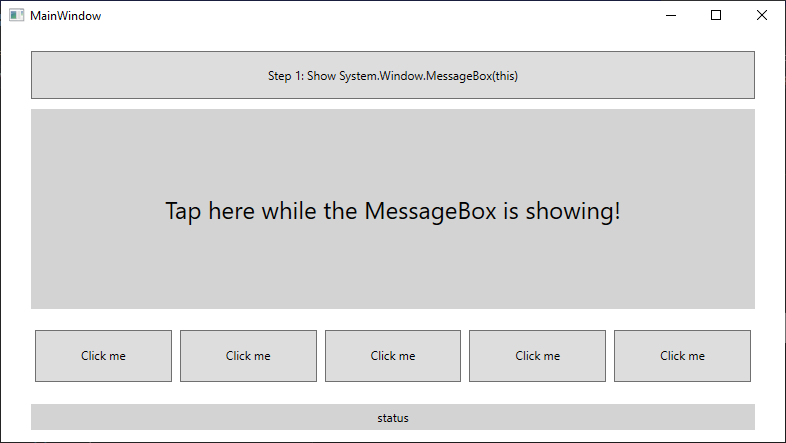 MainWindow
Step 1: Show System.Window.MessageBox(this)
Tap here while the MessageBox is showing!
Click me
Click me
Click me
Click me
Click me
status